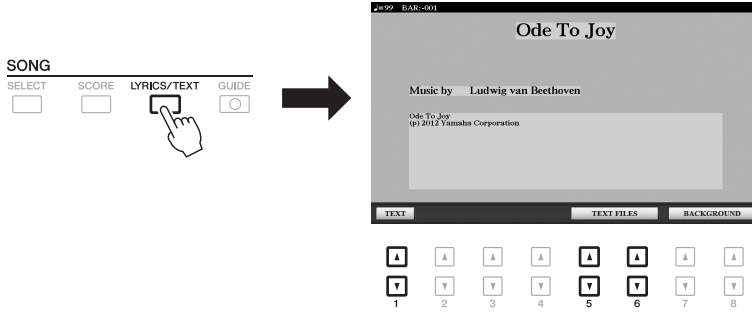 SONG
SELECT SCORE LYRICS/TEXT GUIDE
♩=99 BAR:-001
Ode To Joy
Music by Ludwig van Beethoven
Ode To Joy
(p) 2012 Yamaha Corporation
TEXT TEXT FILES BACKGROUND
1 2 3 4 5 6 7 8